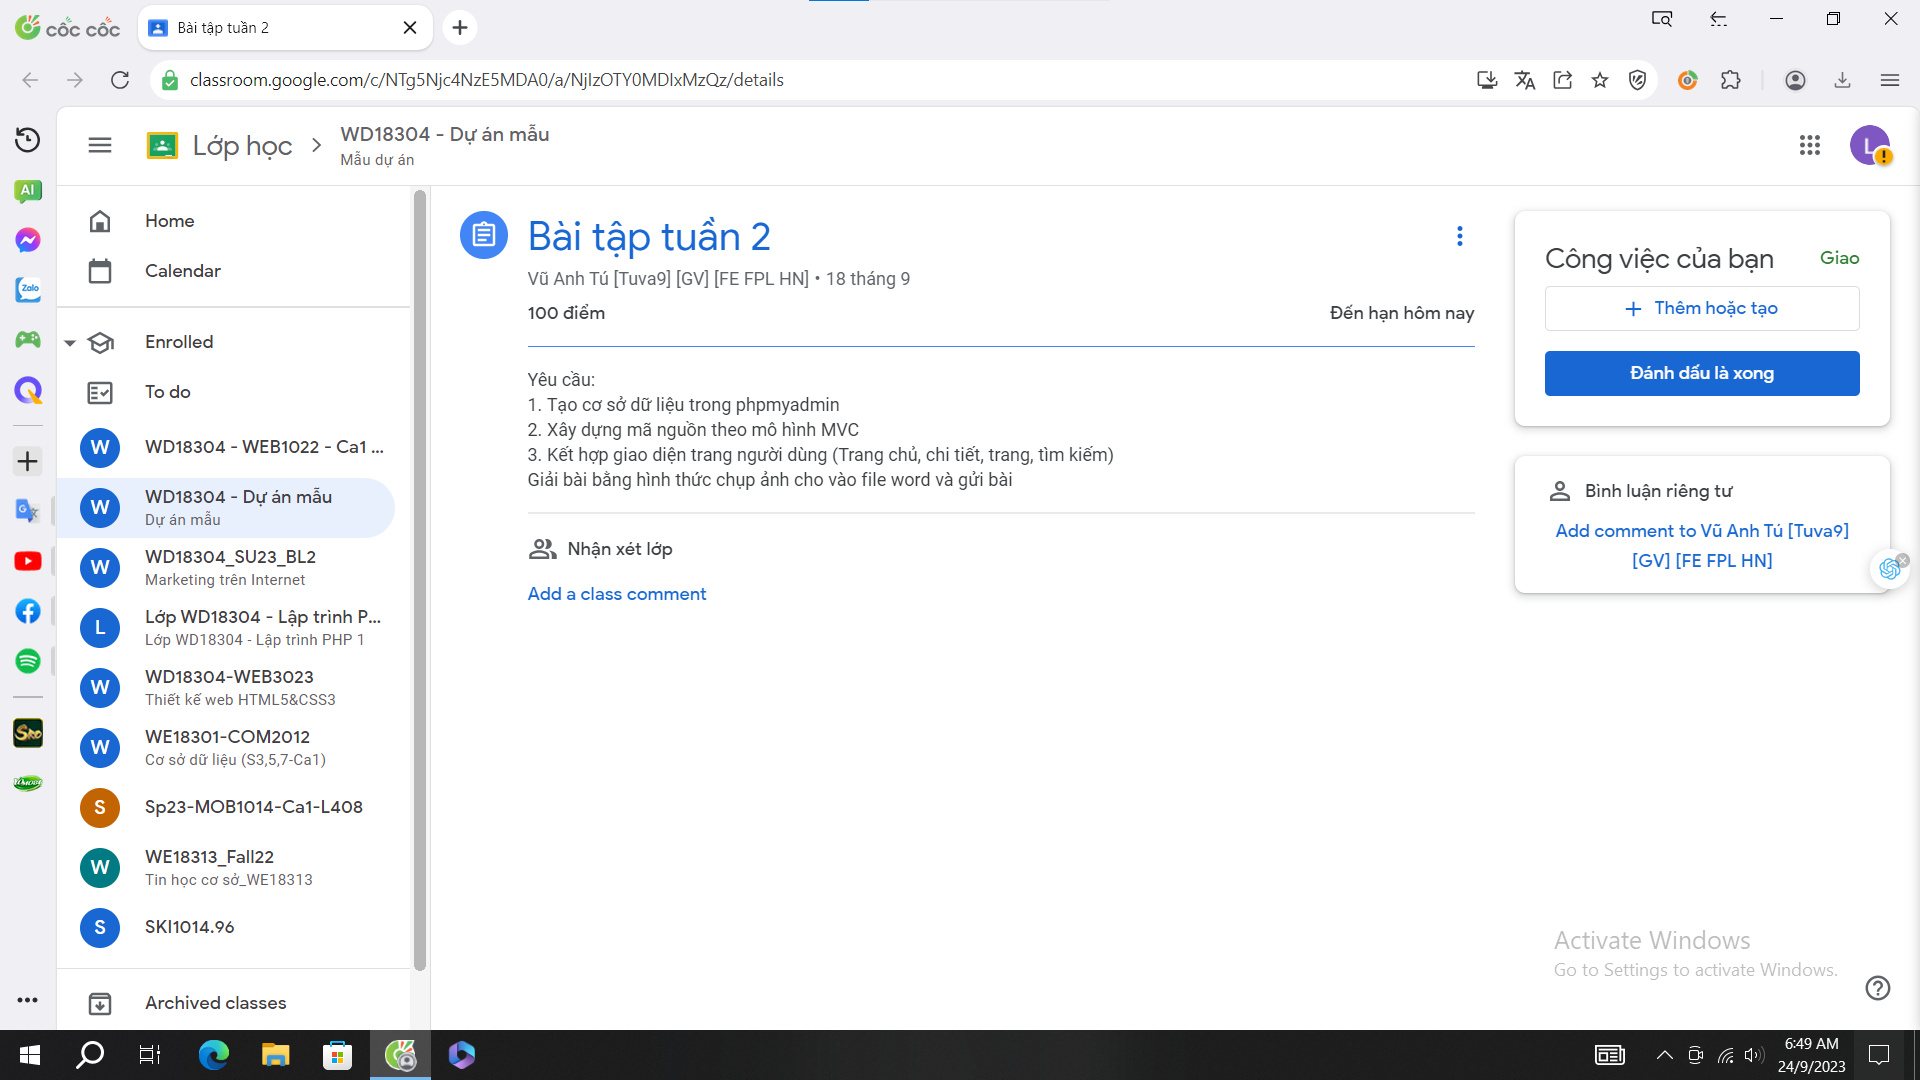 cốc cốc
Bài tập tuần 2
classroom.google.com/c/NTg5Njc4NzE5MDA0/a/NjIzOTY0MDIxMzQz/details
Lớp học
WD18304 - Dự án mẫu
Mẫu dự án
L
AI
Zalo
Home
Calendar
Enrolled
To do
W
WD18304 - WEB1022 - Ca1 ...
W
WD18304 - Dự án mẫu
Dự án mẫu
W
WD18304_SU23_BL2
Marketing trên Internet
L
Lớp WD18304 - Lập trình P...
Lớp WD18304 - Lập trình PHP 1
W
WD18304-WEB3023
Thiết kế web HTML5&CSS3
W
WE18301-COM2012
Cơ sở dữ liệu (S3,5,7-Ca1)
S
Sp23-MOB1014-Ca1-L408
W
WE18313_Fall22
Tin học cơ sở_WE18313
S
SKI1014.96
Archived classes
Bài tập tuần 2
Vũ Anh Tú [Tuva9] [GV] [FE FPL HN] • 18 tháng 9
100 điểm
Đến hạn hôm nay
Yêu cầu:
1. Tạo cơ sở dữ liệu trong phpmyadmin
2. Xây dựng mã nguồn theo mô hình MVC
3. Kết hợp giao diện trang người dùng (Trang chủ, chi tiết, trang, tìm kiếm)
Giải bài bằng hình thức chụp ảnh cho vào file word và gửi bài
Nhận xét lớp
Add a class comment
Công việc của bạn
Giao
+ Thêm hoặc tạo
Đánh dấu là xong
Bình luận riêng tư
Add comment to Vũ Anh Tú [Tuva9]
[GV] [FE FPL HN]
Activate Windows
Go to Settings to activate Windows.
6:49 AM
24/9/2023